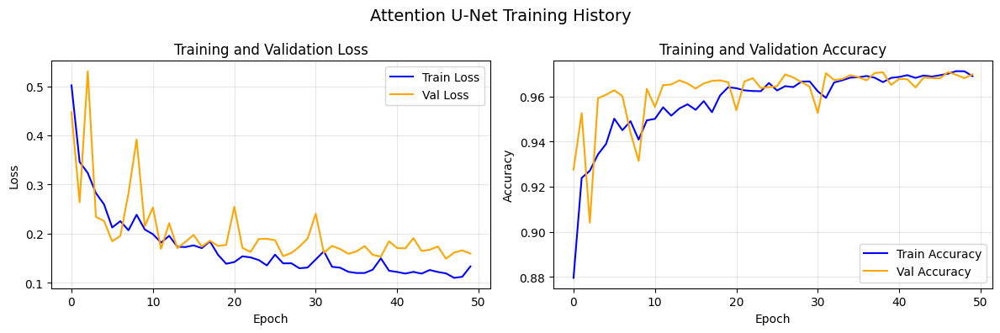 Attention U-Net Training History
Training and Validation Loss
Train Loss
Val Loss
0.5
0.4
0.3
0.2
0.1
Loss
0 10 20 30 40 50
Epoch
Training and Validation Accuracy
0.96
0.94
0.92
0.90
0.88
Accuracy
Train Accuracy
Val Accuracy
0 10 20 30 40 50
Epoch